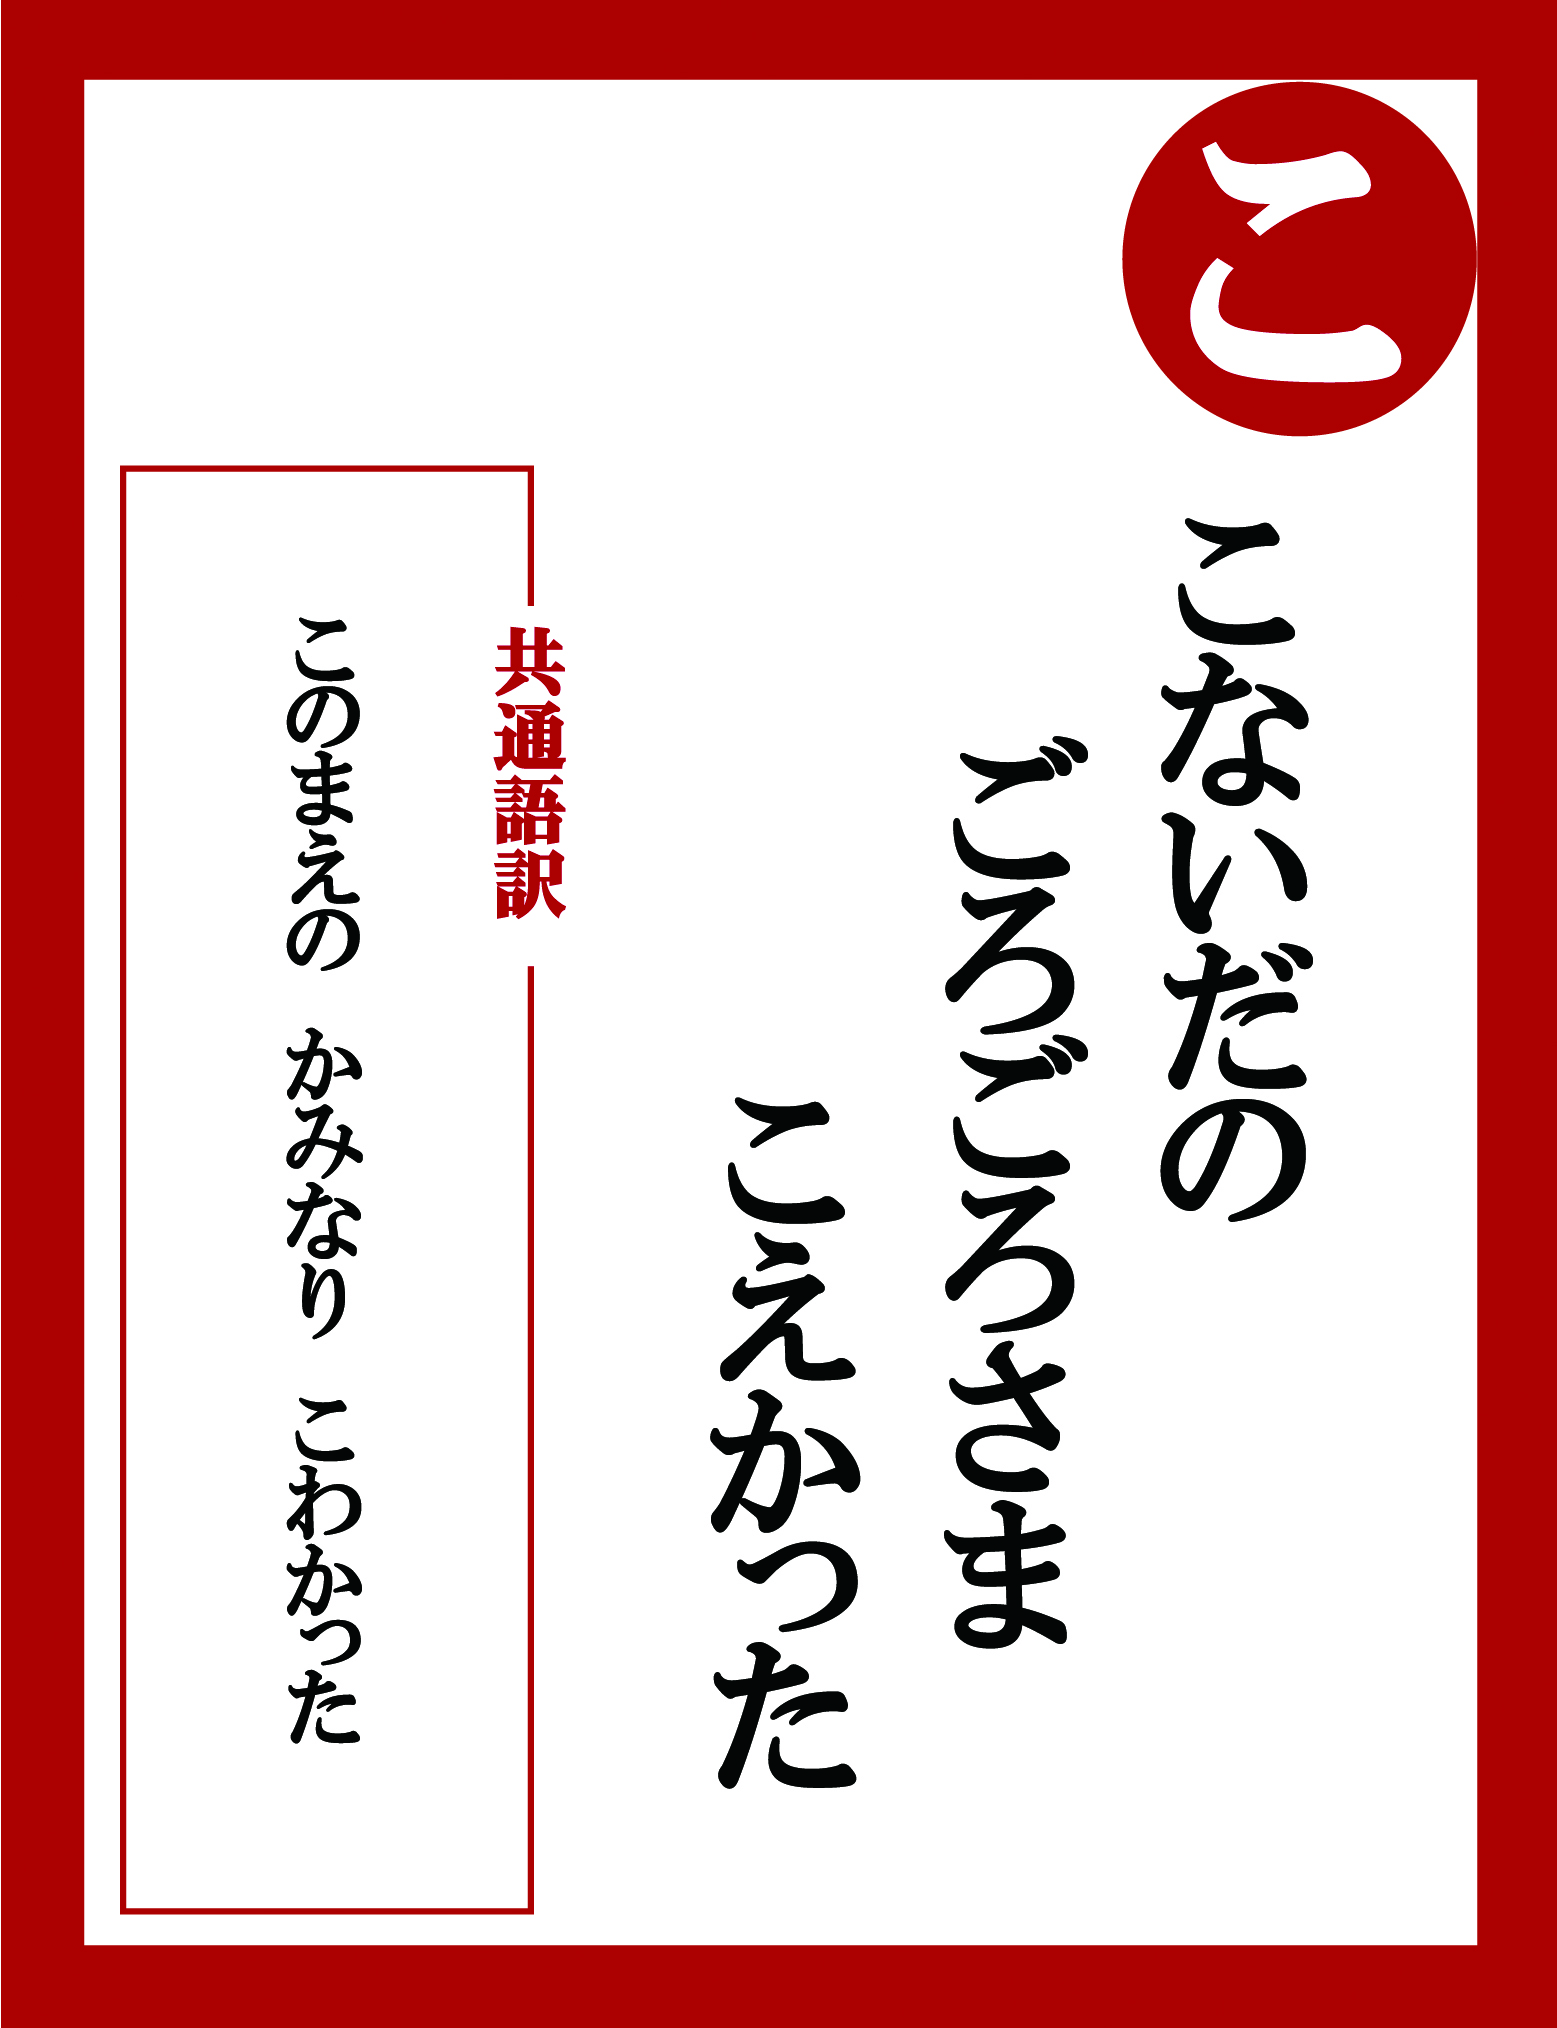 こ
こないだの
ごろごろさま
こえかった
共通語訳
このまえの　かみなり　こわかった